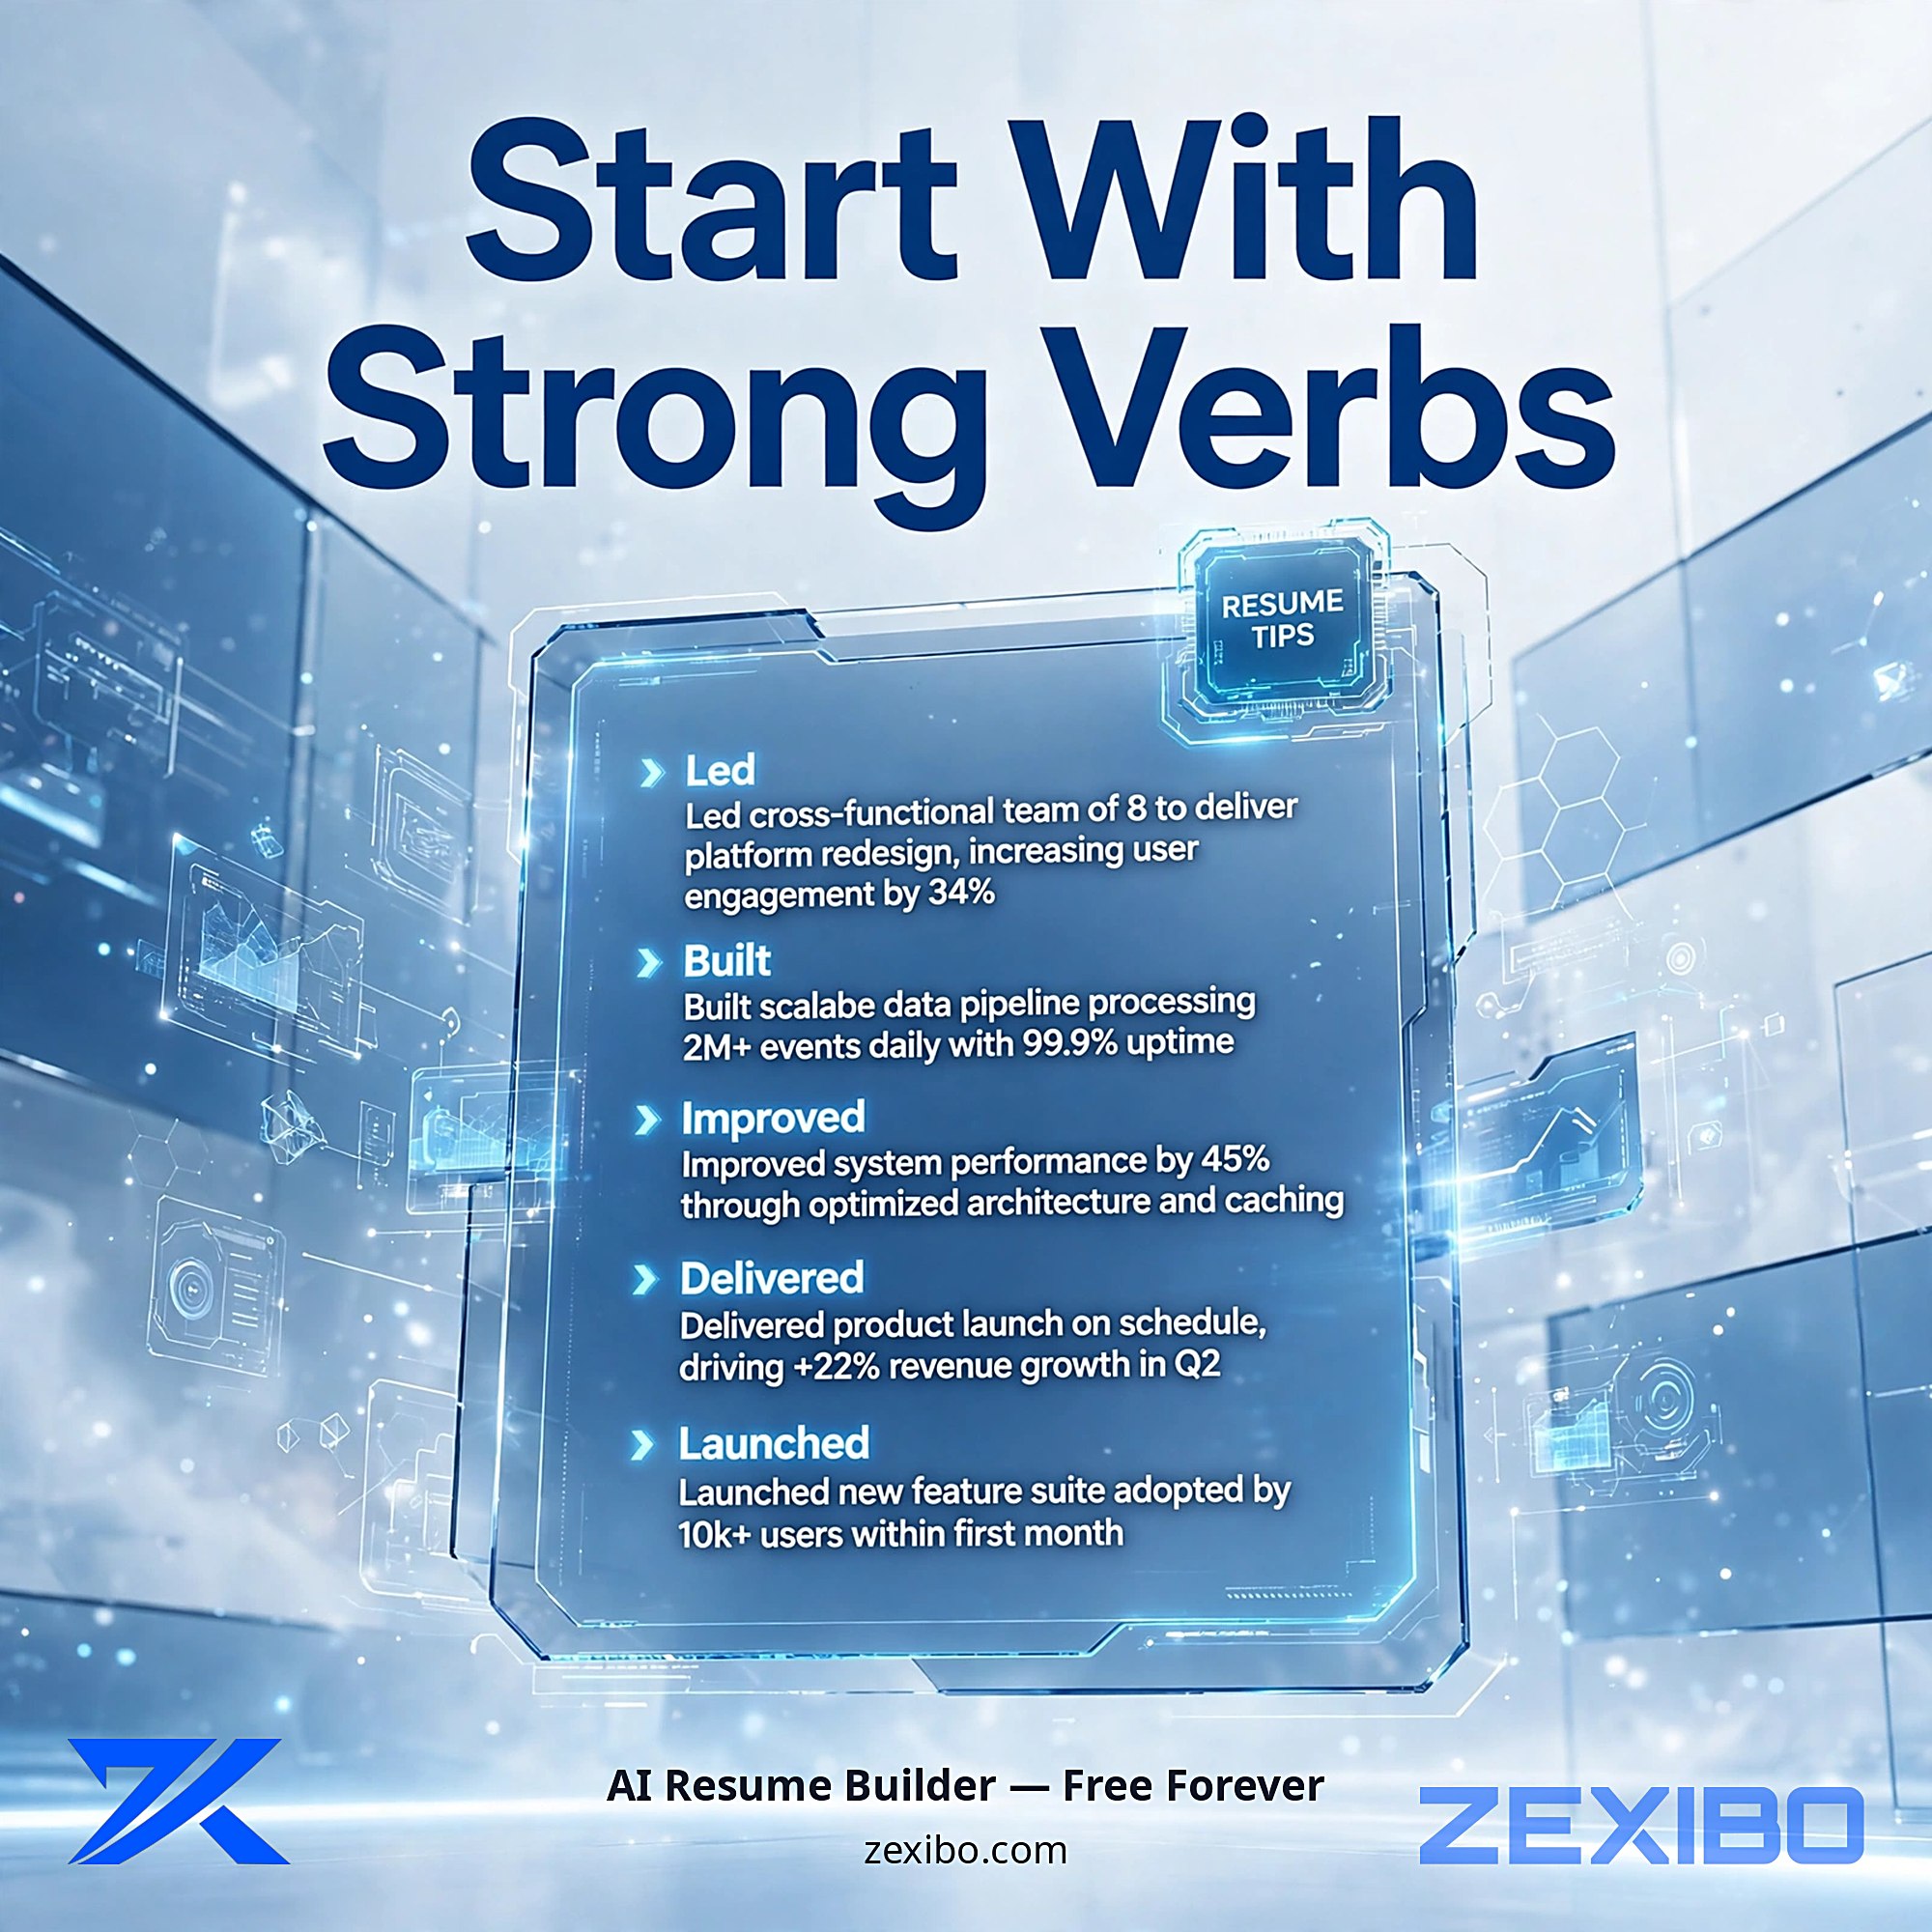 Start With
Strong Verbs
RESUME
TIPS
Led
Led cross-functional team of 8 to deliver
platform redesign, increasing user
engagement by 34%
Built
Built scalabe data pipeline processing
2M+ events daily with 99.9% uptime
Improved
Improved system performance by 45%
through optimized architecture and caching
Delivered
Delivered product launch on schedule,
driving +22% revenue growth in Q2
Launched
Launched new feature suite adopted by
10k+ users within first month
AI Resume Builder — Free Forever
zexibo.com
ZEXIBO